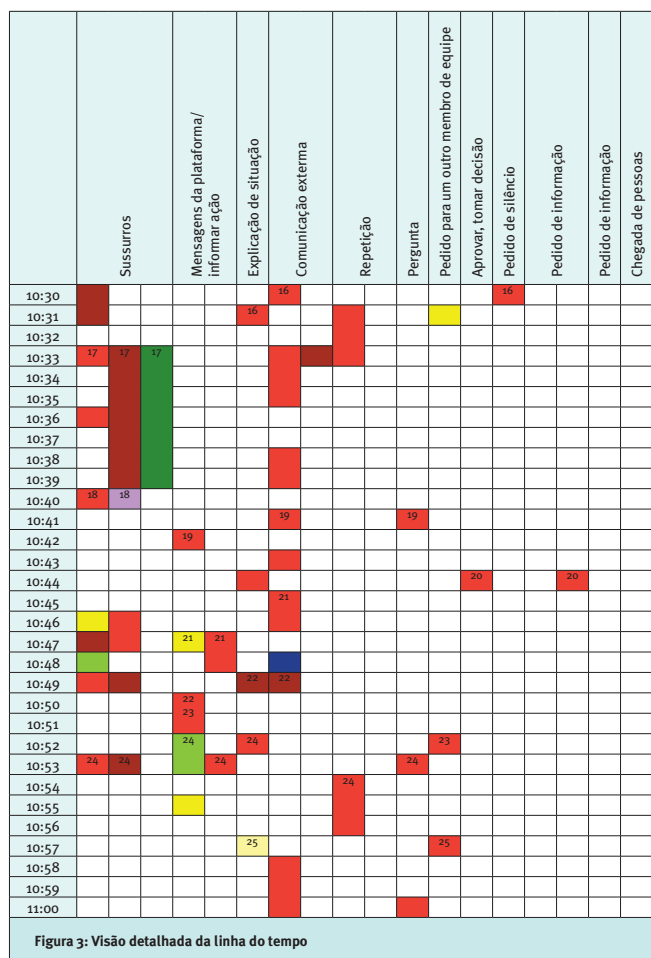 Sussurros
Mensagens da plataforma/
informar ação
Explicação de situação
Comunicação exterma
Repetição
Pergunta
Pedido para um outro membro de equipe
Aprovar, tomar decisão
Pedido de silêncio
Pedido de informação
Pedido de informação
Chegada de pessoas
10:30 16 16
10:31 16
10:32
10:33 17 17 17
10:34
10:35
10:36
10:37
10:38
10:39
10:40 18 18
10:41 19 19
10:42 19
10:43
10:44 20 20
10:45 21
10:46
10:47 21 21
10:48
10:49 22 22
10:50 22
10:51 23
10:52 24 24 23
10:53 24 24 24 24
10:54 24
10:55
10:56
10:57 25 25
10:58
10:59
11:00
Figura 3: Visão detalhada da linha do tempo